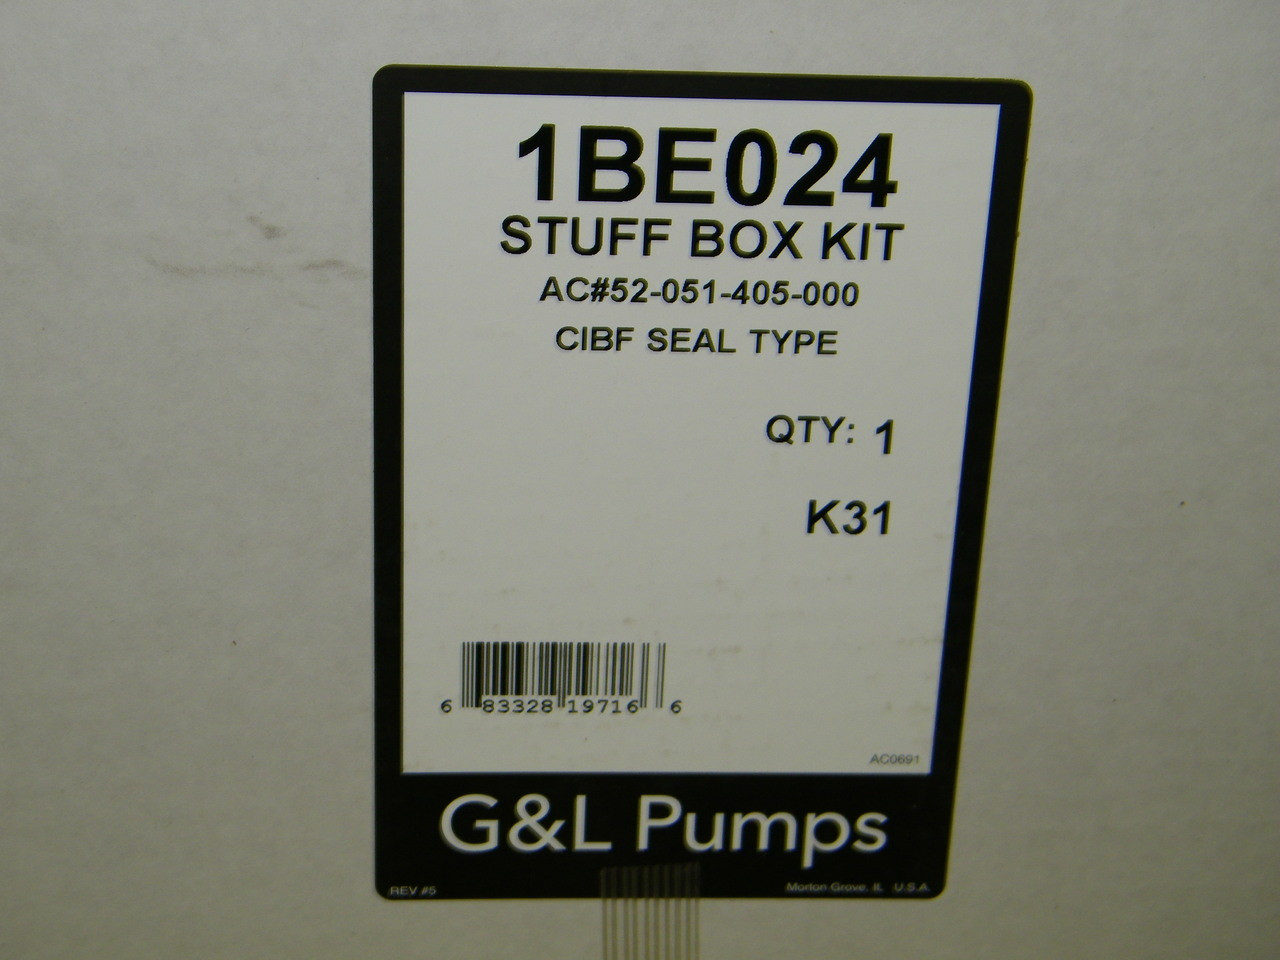 1BE024
STUFF BOX KIT
AC#52-051-405-000
CIBF SEAL TYPE
QTY: 1
K31
6 83328 19716 6
AC0691
G&L Pumps
REV #5
Morton Grove, IL U.S.A.